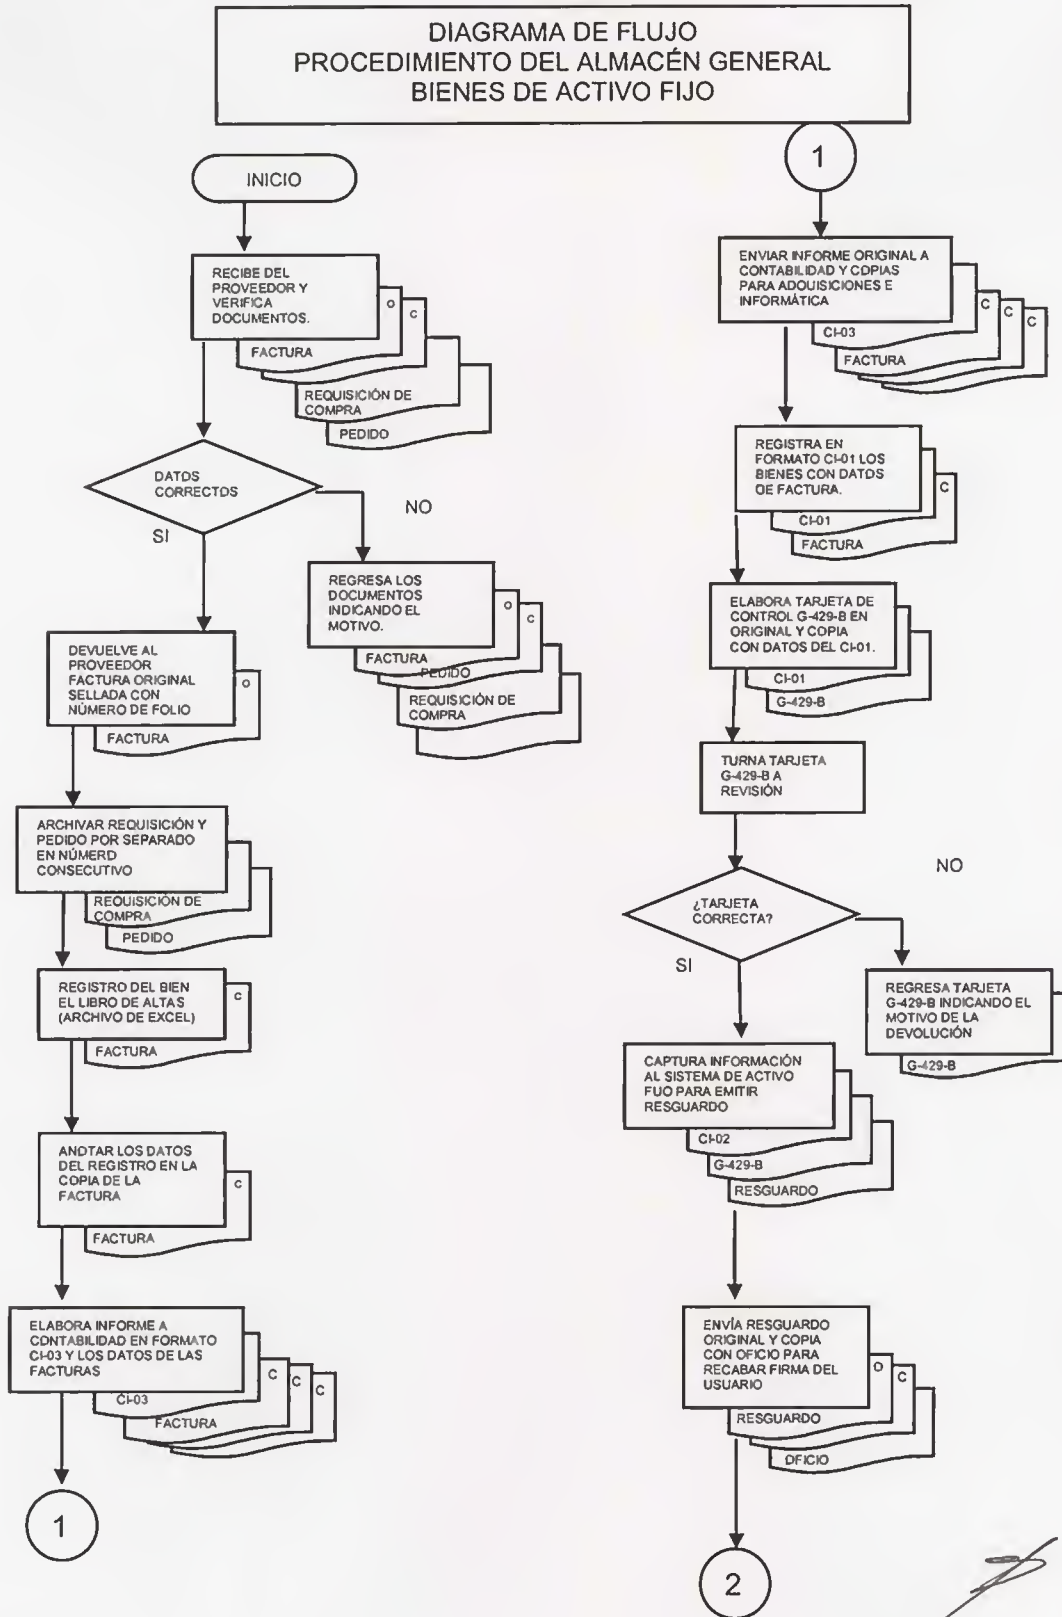 DIAGRAMA DE FLUJO
PROCEDIMIENTO DEL ALMACÉN GENERAL
BIENES DE ACTIVO FIJO
INICIO
RECIBE DEL
PROVEEDOR Y
VERIFICA
DOCUMENTOS.
O
C
FACTURA
REQUISICIÓN DE
COMPRA
PEDIDO
DATOS
CORRECTOS
NO
SI
REGRESA LOS
DOCUMENTOS
INDICANDO EL
MOTIVO.
O
C
FACTURA
PEDIDO
REQUISICIÓN DE
COMPRA
DEVUELVE AL
PROVEEDOR
FACTURA ORIGINAL
SELLADA CON
NÚMERO DE FOLIO
O
FACTURA
ARCHIVAR REQUISICIÓN Y
PEDIDO POR SEPARADO
EN NÚMERO
CONSECUTIVO
REQUISICIÓN DE
COMPRA
PEDIDO
REGISTRO DEL BIEN
EL LIBRO DE ALTAS
(ARCHIVO DE EXCEL)
C
FACTURA
ANOTAR LOS DATOS
DEL REGISTRO EN LA
COPIA DE LA
FACTURA
C
FACTURA
ELABORA INFORME A
CONTABILIDAD EN FORMATO
CI-03 Y LOS DATOS DE LAS
FACTURAS
C
C
C
CI-03
FACTURA
1
1
ENVIAR INFORME ORIGINAL A
CONTABILIDAD Y COPIAS
PARA ADQUISICIONES E
INFORMÁTICA
C
C
C
CI-03
FACTURA
REGISTRA EN
FORMATO CI-01 LOS
BIENES CON DATOS
DE FACTURA.
C
CI-01
FACTURA
ELABORA TARJETA DE
CONTROL G-429-B EN
ORIGINAL Y COPIA
CON DATOS DEL CI-01.
CI-01
G-429-B
TURNA TARJETA
G-429-B A
REVISIÓN
¿TARJETA
CORRECTA?
NO
SI
REGRESA TARJETA
G-429-B INDICANDO EL
MOTIVO DE LA
DEVOLUCIÓN
G-429-B
CAPTURA INFORMACIÓN
AL SISTEMA DE ACTIVO
FIJO PARA EMITIR
RESGUARDO
CI-02
G-429-B
RESGUARDO
ENVÍA RESGUARDO
ORIGINAL Y COPIA
CON OFICIO PARA
RECABAR FIRMA DEL
USUARIO
O
C
RESGUARDO
OFICIO
2